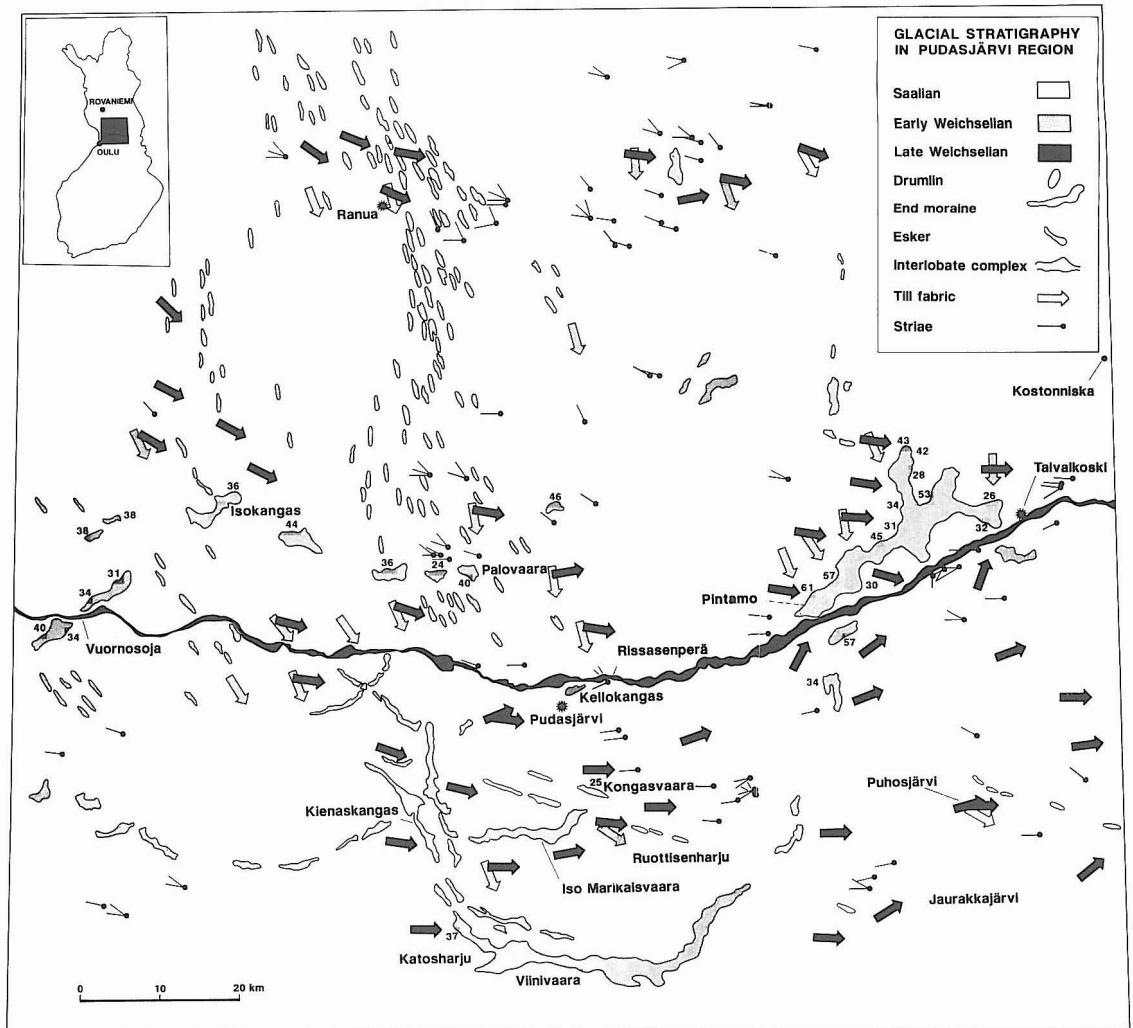 ROVANIEMI
OULU
GLACIAL STRATIGRAPHY
IN PUDASJÄRVI REGION
Saalian
Early Weichselian
Late Weichselian
Drumlin
End moraine
Esker
Interlobate complex
Till fabric
Striae
Ranua
Kostonniska
43
42
28
53
Taivalkoski
26
36
46
34
Isokangas
38
38
44
31
32
45
31
36
24
40
Palovaara
57
34
61
30
Pintamo
40
34
Vuornosoja
Rissasenperä
57
34
Kellokangas
Pudasjärvi
25
Kongasvaara
Puhosjärvi
Kienaskangas
Ruottisenharju
Iso Marikaisvaara
Jaurakkajärvi
37
Katosharju
Viinivaara
0 10 20 km